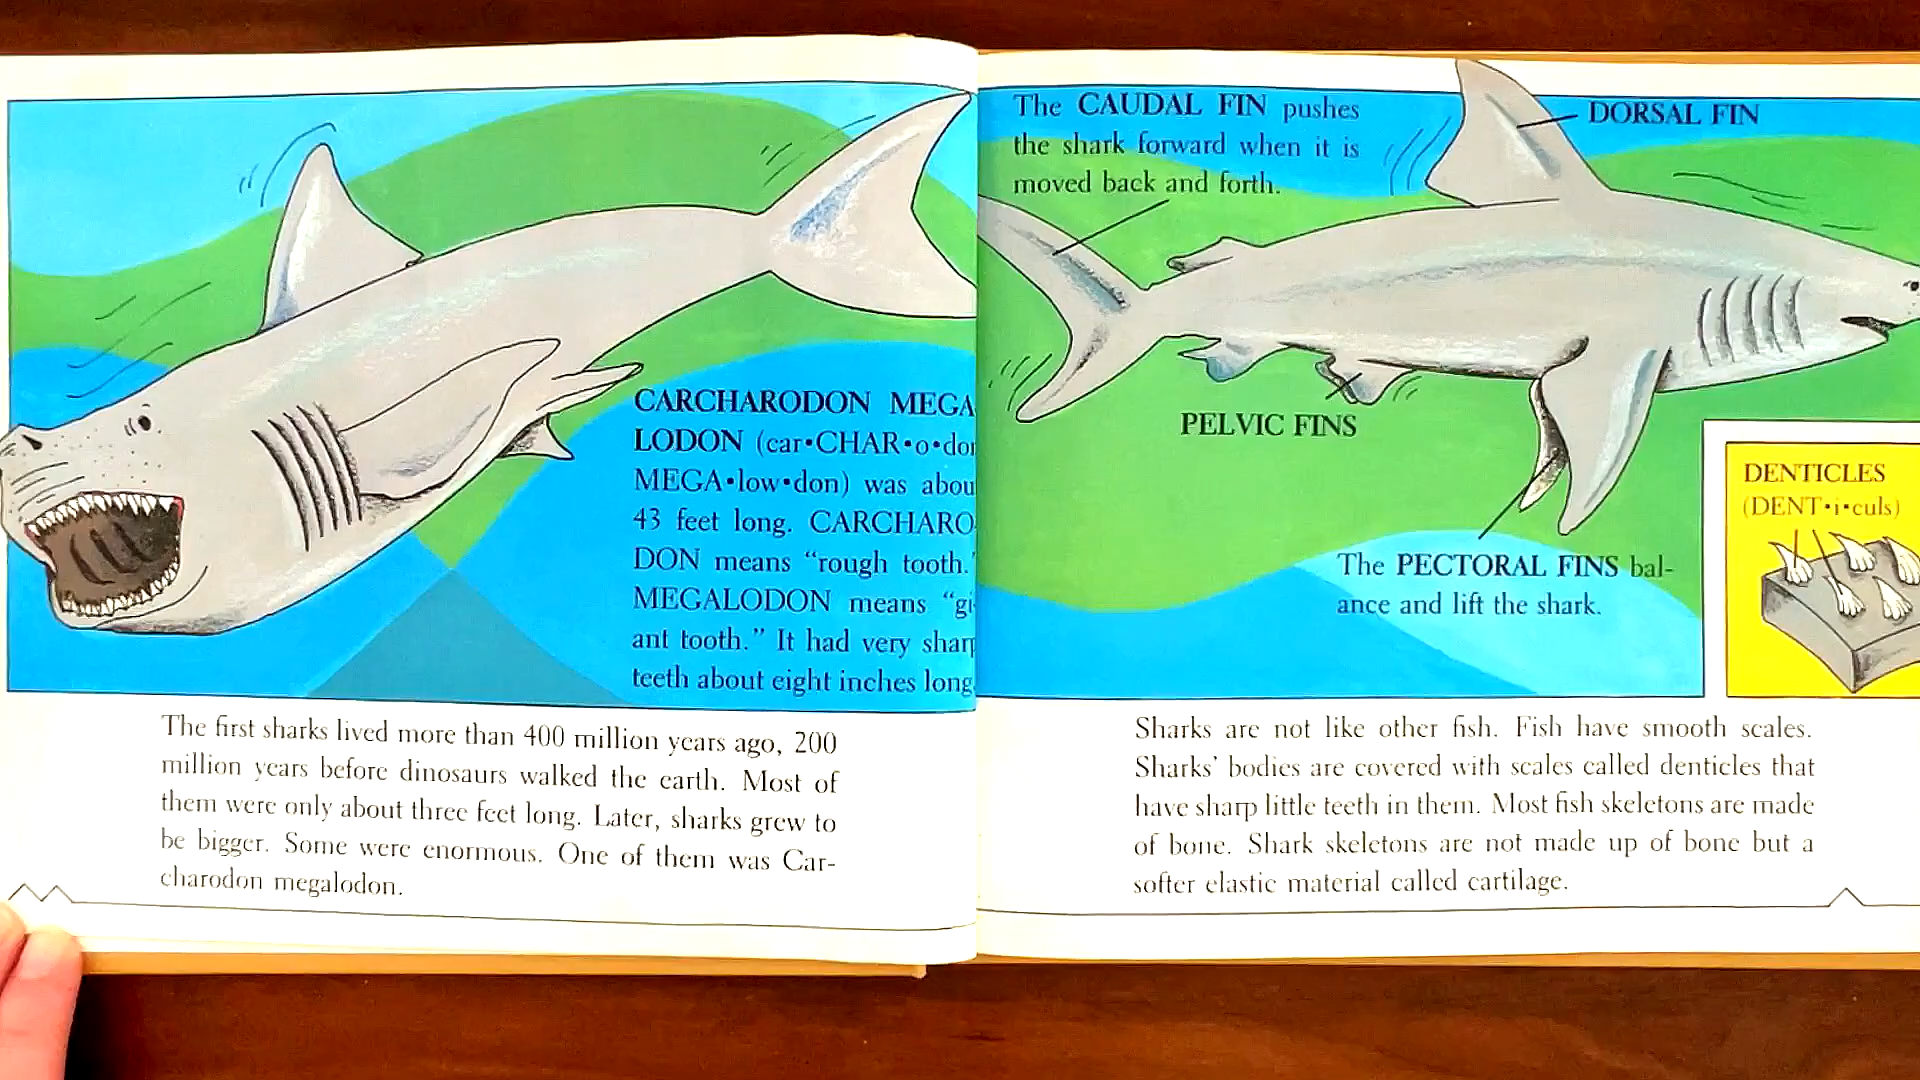 CARCHARODON MEGA
LODON (car•CHAR•o•don
MEGA•low•don) was abou
43 feet long. CARCHARO
DON means “rough tooth.”
MEGALODON means “gi-
ant tooth.” It had very sharp
teeth about eight inches long.
The first sharks lived more than 400 million years ago, 200
million years before dinosaurs walked the earth. Most of
them were only about three feet long. Later, sharks grew to
be bigger. Some were enormous. One of them was Car-
charodon megalodon.
The CAUDAL FIN pushes
the shark forward when it is
moved back and forth.
DORSAL FIN
PELVIC FINS
The PECTORAL FINS bal-
ance and lift the shark.
DENTICLES
(DENT•i•culs)
Sharks are not like other fish. Fish have smooth scales.
Sharks’ bodies are covered with scales called denticles that
have sharp little teeth in them. Most fish skeletons are made
of bone. Shark skeletons are not made up of bone but a
softer elastic material called cartilage.